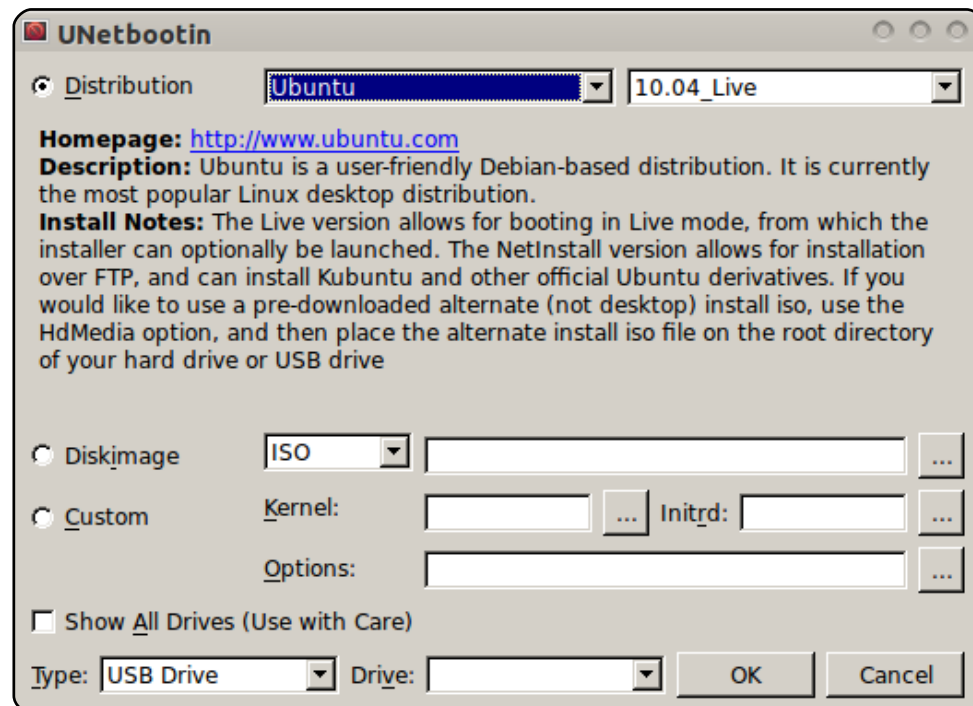 UNetbootin
Distribution Ubuntu 10.04_Live
Homepage: http://www.ubuntu.com
Description: Ubuntu is a user-friendly Debian-based distribution. It is currently
the most popular Linux desktop distribution.
Install Notes: The Live version allows for booting in Live mode, from which the
installer can optionally be launched. The NetInstall version allows for installation
over FTP, and can install Kubuntu and other official Ubuntu derivatives. If you
would like to use a pre-downloaded alternate (not desktop) install iso, use the
HdMedia option, and then place the alternate install iso file on the root directory
of your hard drive or USB drive
Diskimage ISO ...
Custom Kernel: ... Initrd: ...
Options: ...
Show All Drives (Use with Care)
Type: USB Drive Drive: OK Cancel